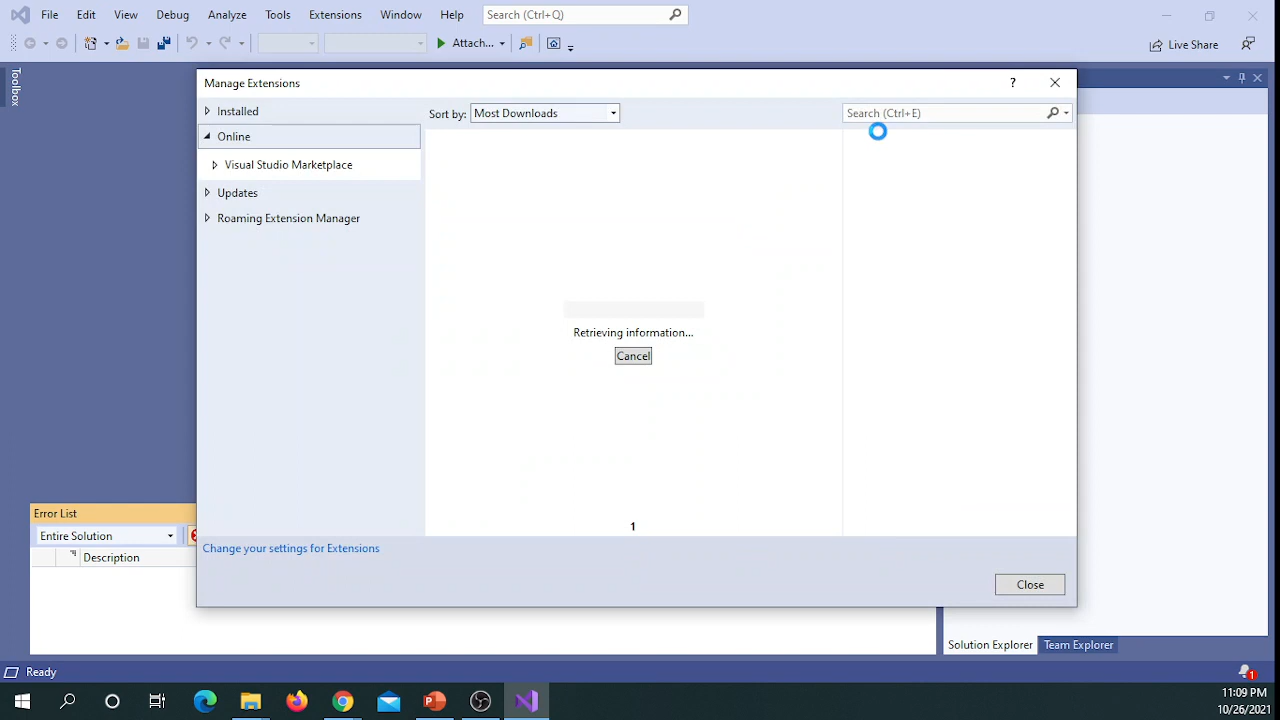 File Edit View Debug Analyze Tools Extensions Window Help Search (Ctrl+Q)
Attach...
Live Share
Toolbox
Manage Extensions ?
Installed
Sort by: Most Downloads
Search (Ctrl+E)
Online
Visual Studio Marketplace
Updates
Roaming Extension Manager
Retrieving information...
Cancel
1
Change your settings for Extensions
Close
Error List
Entire Solution
Description
Solution Explorer Team Explorer
Ready
1
11:09 PM
10/26/2021